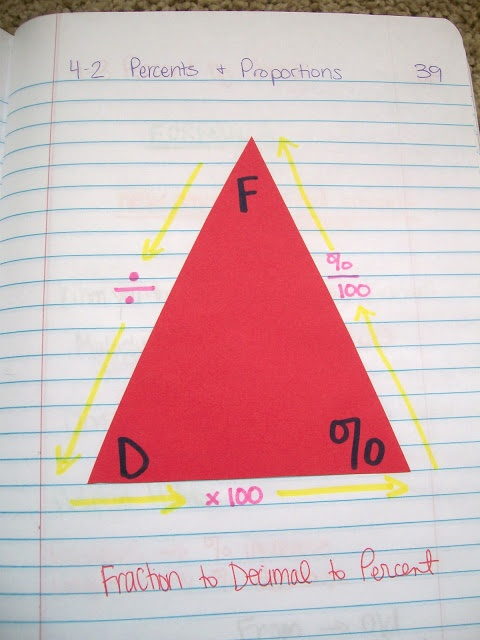 4-2 Percents + Proportions 39
F
÷
%
100
D
%
x 100
Fraction to Decimal to Percent